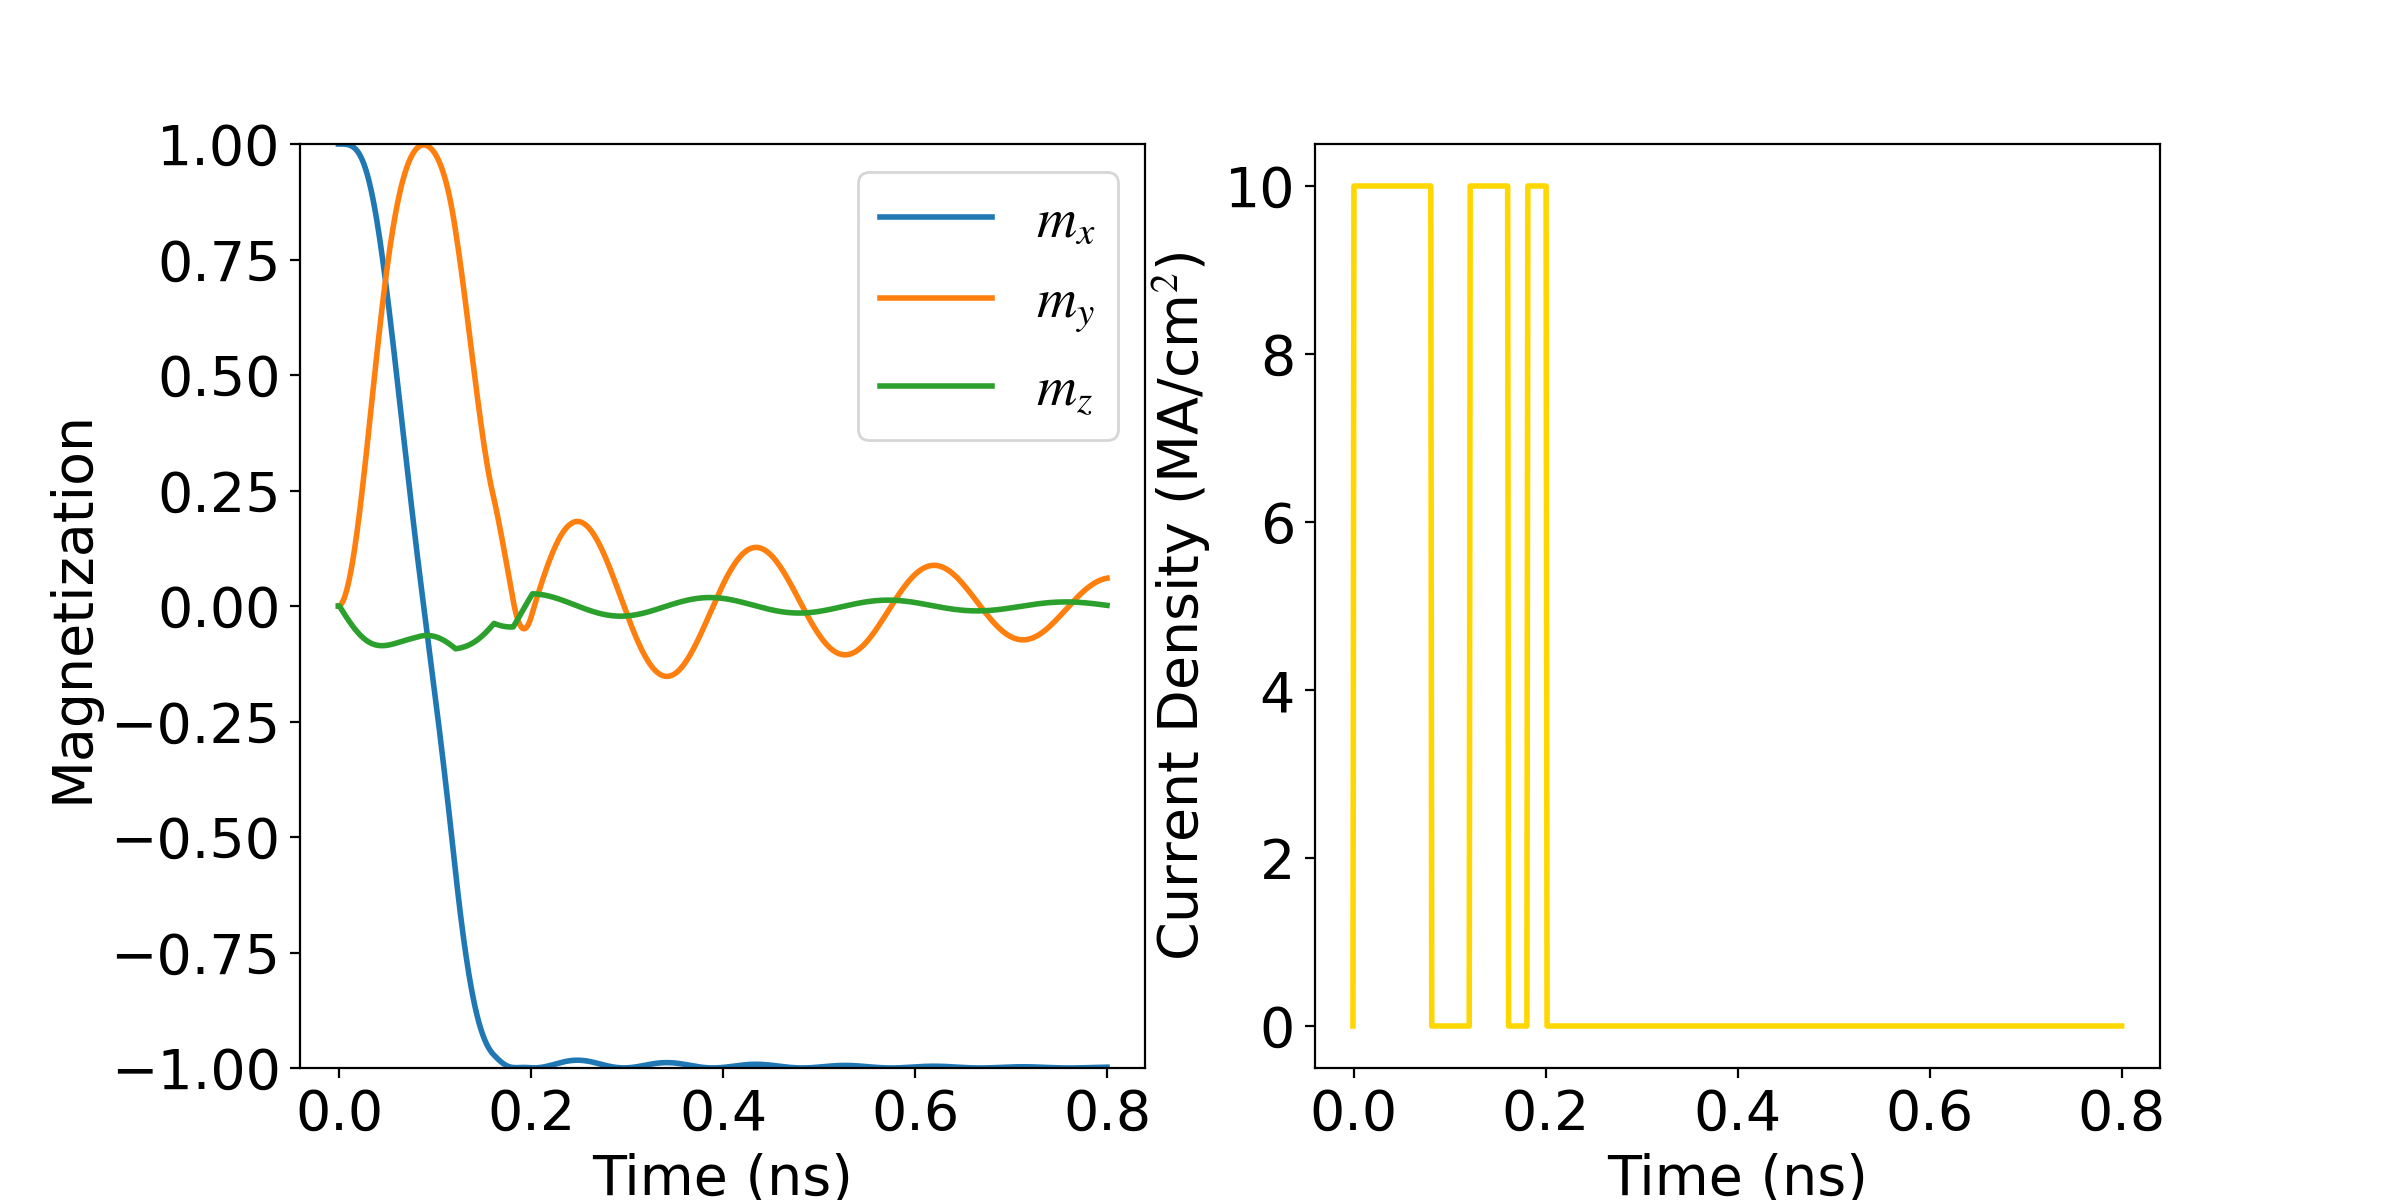 Magnetization
1.00
0.75
0.50
0.25
0.00
−0.25
−0.50
−0.75
−1.00
0.0 0.2 0.4 0.6 0.8
Time (ns)
m_x
m_y
m_z
Current Density (MA/cm²)
10
8
6
4
2
0
0.0 0.2 0.4 0.6 0.8
Time (ns)